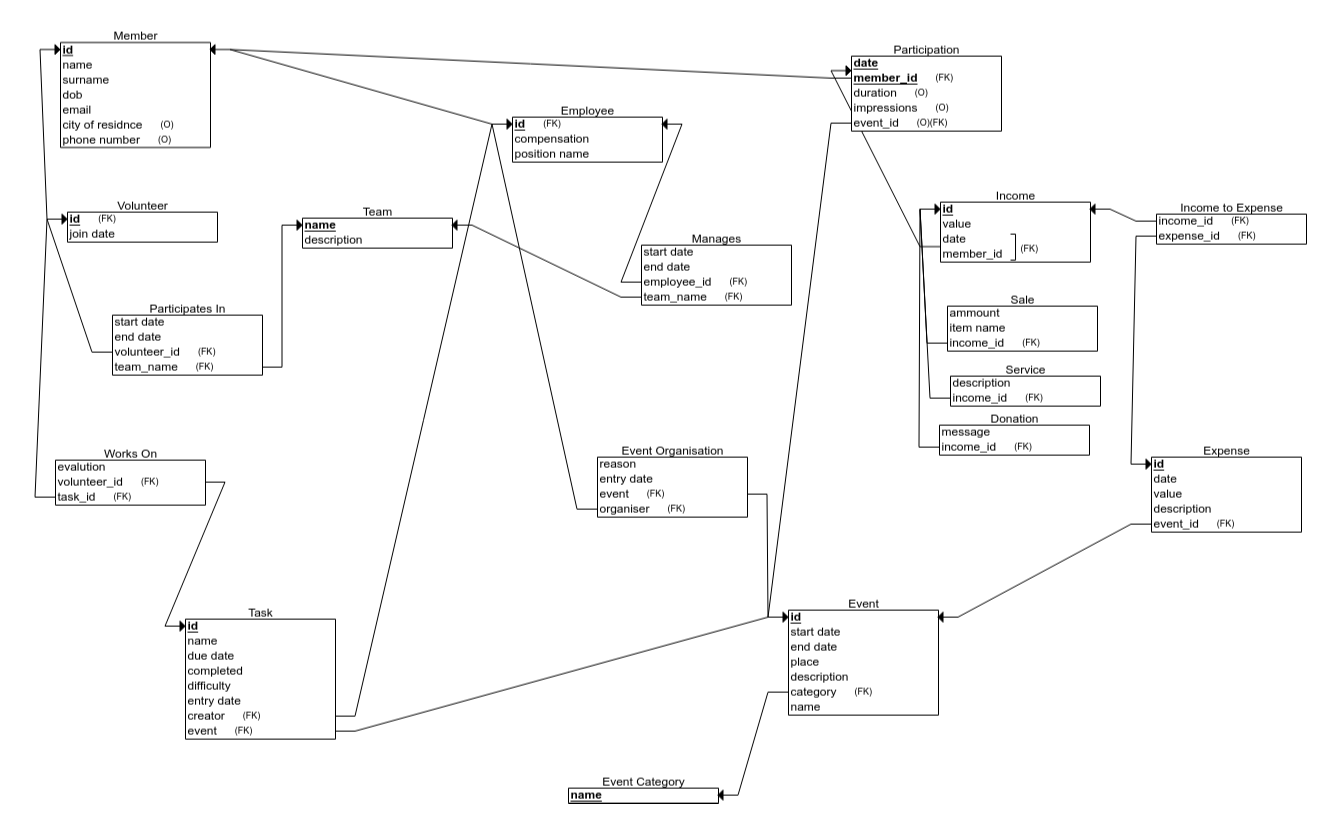 Member
id
name
surname
dob
email
city of residnce (O)
phone number (O)
Participation
date
member_id (FK)
duration (O)
impressions (O)
event_id (O)(FK)
Employee
id (FK)
compensation
position name
Volunteer
id (FK)
join date
Team
name
description
Manages
start date
end date
employee_id (FK)
team_name (FK)
Income
id
value
date
member_id (FK)
Income to Expense
income_id (FK)
expense_id (FK)
Participates In
start date
end date
volunteer_id (FK)
team_name (FK)
Sale
ammount
item name
income_id (FK)
Service
description
income_id (FK)
Donation
message
income_id (FK)
Works On
evalution
volunteer_id (FK)
task_id (FK)
Event Organisation
reason
entry date
event (FK)
organiser (FK)
Expense
id
date
value
description
event_id (FK)
Task
id
name
due date
completed
difficulty
entry date
creator (FK)
event (FK)
Event
id
start date
end date
place
description
category (FK)
name
Event Category
name